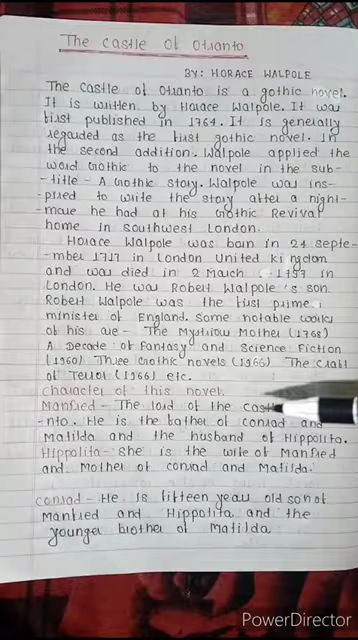 The Castle of Otranto
BY: HORACE WALPOLE
The Castle of Otranto is a gothic novel.
It is written by Horace Walpole. It was
first published in 1764. It is generally
regarded as the first gothic novel. In
the second addition. Walpole applied the
word Gothic to the novel in the sub-
-title - A Gothic story. Walpole was ins-
-pried to write the story after a night-
-mare he had at his Gothic Revival
home in southwest London.
Horace Walpole was born in 24 septe-
-mber 1717 in London United kingdom
and was died in 2 March 1797 in
London. He was Robert Walpole's son.
Robert Walpole was the first prime
minister of England. Some notable works
of his are - The Mystriow Mother (1768)
A Decade of Fantasy and Science Fiction
(1960) Three Gothic novels (1966) The Craft
of Terror (1966) etc.
Character of this novel.
Manfred - The lord of the
-nto. He is the father of conrad and
Matilda and the husband of Hippolita.
Hippolita - she is the wife of Manfred
and Mother of conrad and Matilda.
conrad - He is fifteen years old son of
Manfred and Hippolita and the
younger brother of Matilda
PowerDirector